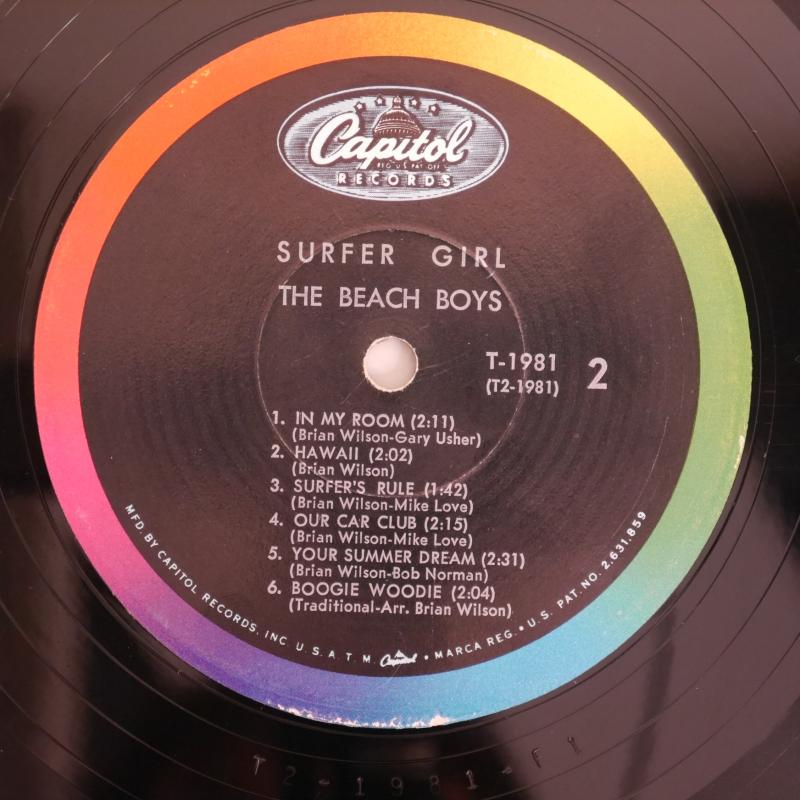 Capitol
REG. U.S. PAT. OFF.
RECORDS
SURFER GIRL
THE BEACH BOYS
T-1981
(T2-1981)
2
1. IN MY ROOM (2:11)
(Brian Wilson-Gary Usher)
2. HAWAII (2:02)
(Brian Wilson)
3. SURFER'S RULE (1:42)
(Brian Wilson-Mike Love)
4. OUR CAR CLUB (2:15)
(Brian Wilson-Mike Love)
5. YOUR SUMMER DREAM (2:31)
(Brian Wilson-Bob Norman)
6. BOOGIE WOODIE (2:04)
(Traditional-Arr. Brian Wilson)
MFD. BY CAPITOL RECORDS, INC. U.S.A. T.M. Capitol • MARCA REG. • U.S. PAT. NO. 2,631,859
T2-1981-F1